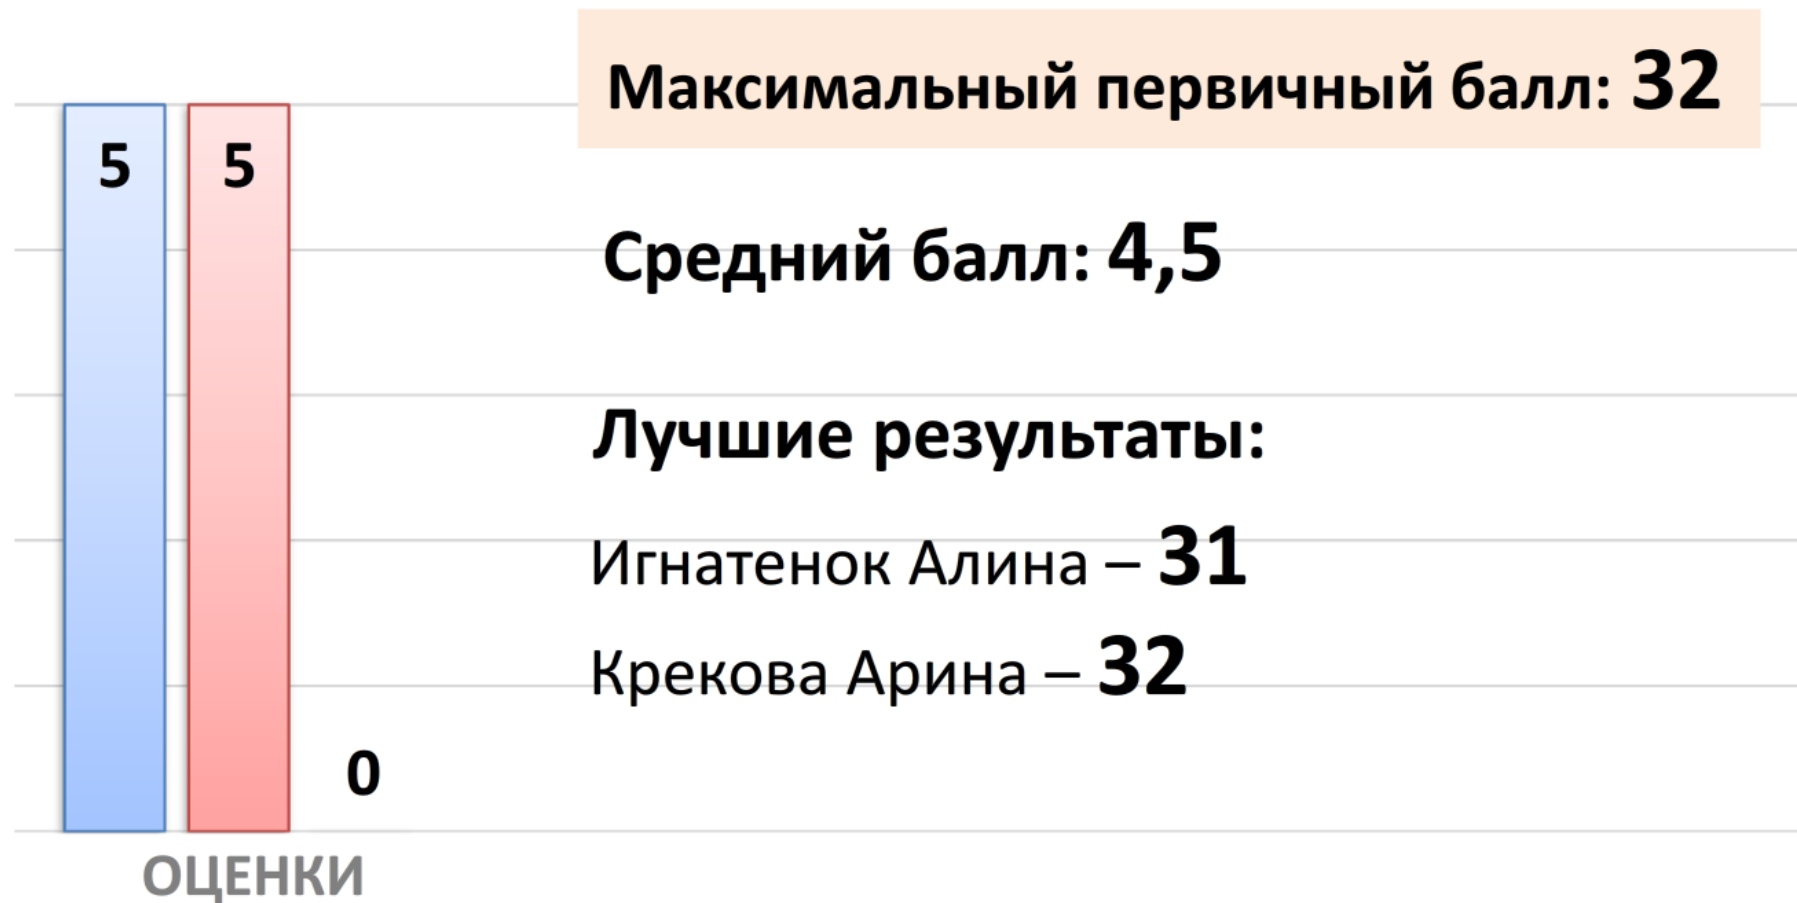 Максимальный первичный балл: 32
5 5
Средний балл: 4,5
Лучшие результаты:
Игнатенок Алина – 31
Крекова Арина – 32
0
ОЦЕНКИ